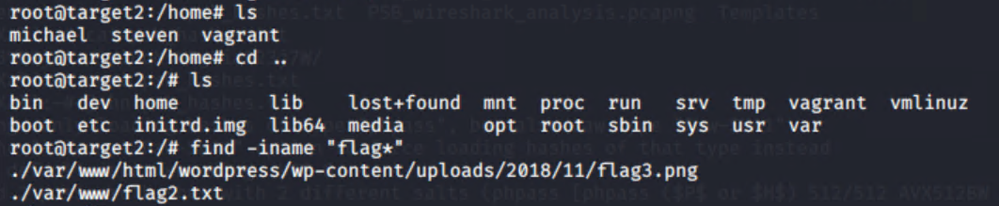 root@target2:/home# ls
michael steven vagrant
root@target2:/home# cd ..
root@target2:/# ls
bin dev home lib lost+found mnt proc run srv tmp vagrant vmlinuz
boot etc initrd.img lib64 media opt root sbin sys usr var
root@target2:/# find -iname "flag*"
./var/www/html/wordpress/wp-content/uploads/2018/11/flag3.png
./var/www/flag2.txt